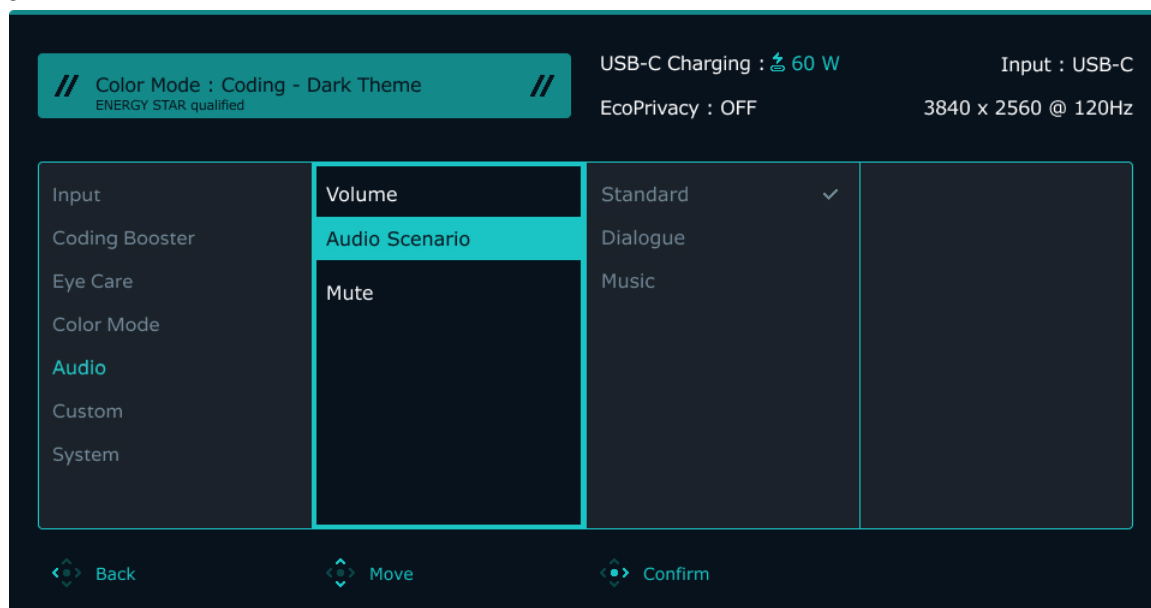 // Color Mode : Coding - Dark Theme //
ENERGY STAR qualified
USB-C Charging : 60 W
EcoPrivacy : OFF
Input : USB-C
3840 x 2560 @ 120Hz
Input
Coding Booster
Eye Care
Color Mode
Audio
Custom
System
Volume
Audio Scenario
Mute
Standard
Dialogue
Music
Back
Move
Confirm